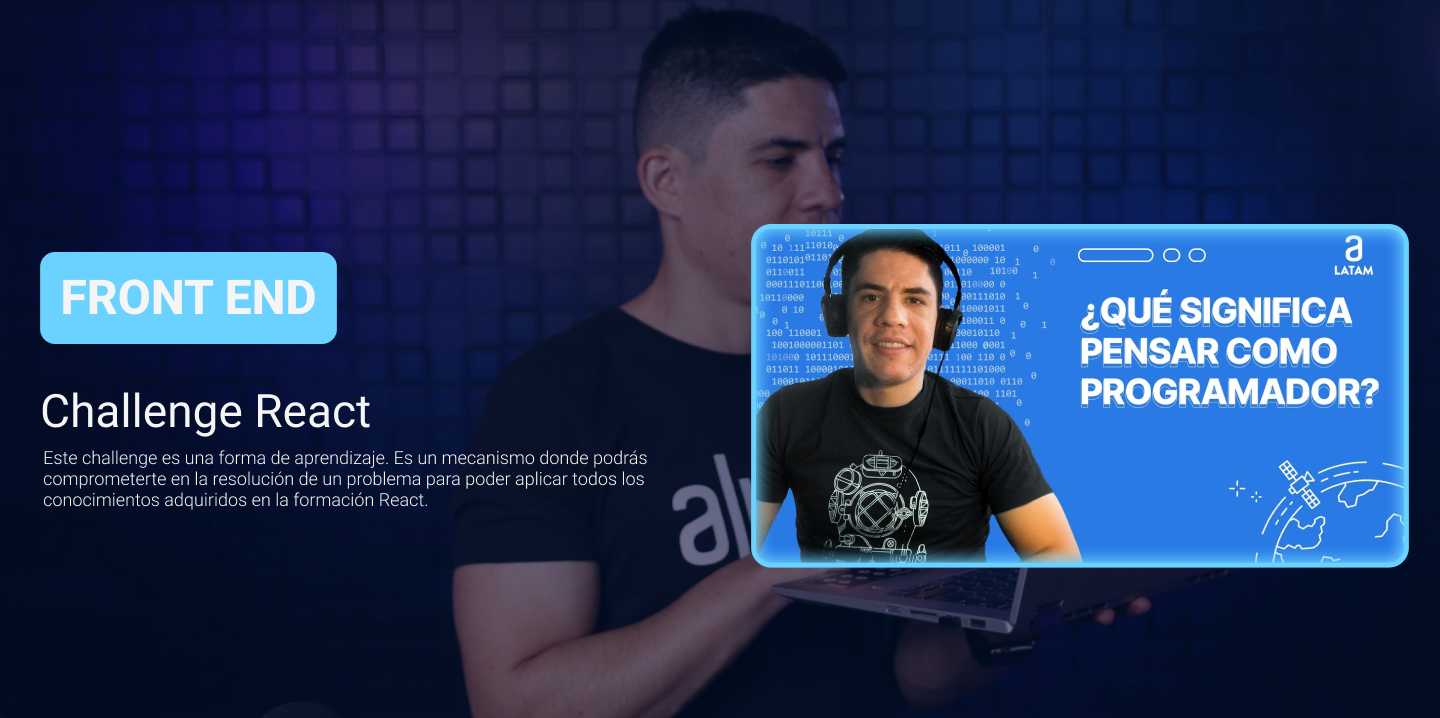 FRONT END
Challenge React
Este challenge es una forma de aprendizaje. Es un mecanismo donde podrás
comprometerte en la resolución de un problema para poder aplicar todos los
conocimientos adquiridos en la formación React.
a
LATAM
¿QUÉ SIGNIFICA
PENSAR COMO
PROGRAMADOR?